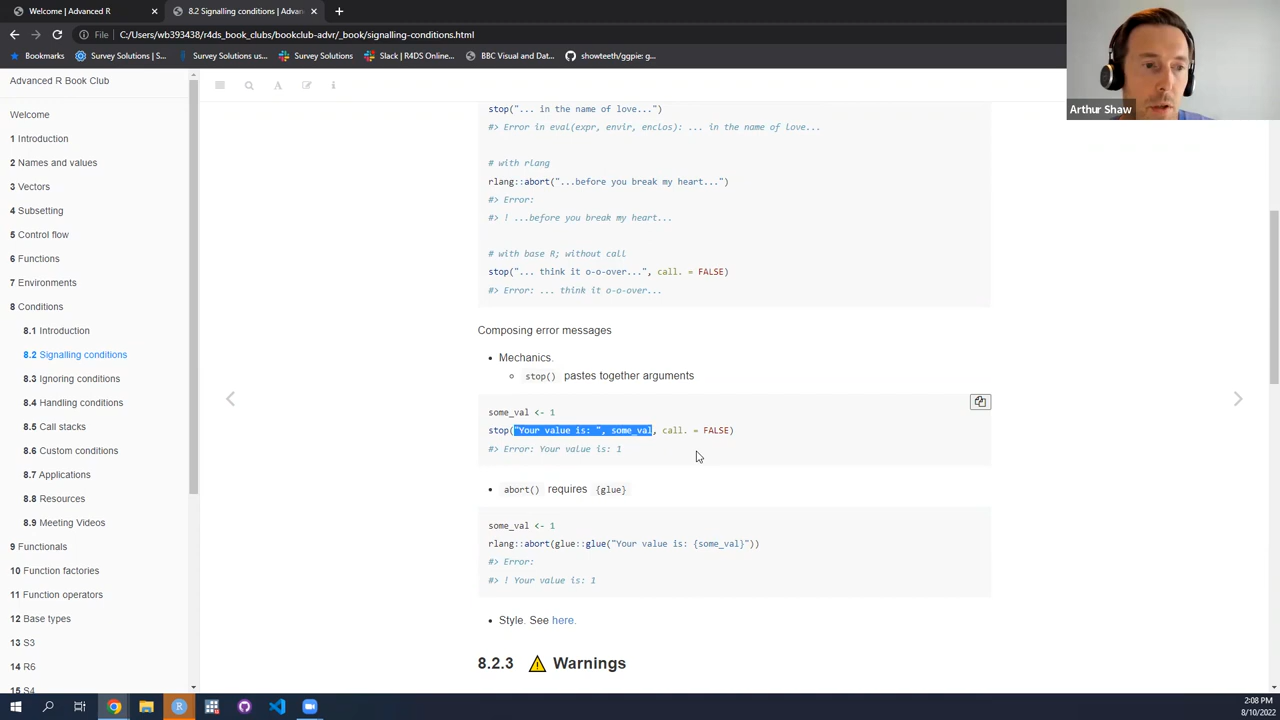 Welcome | Advanced R
8.2 Signalling conditions | Advan
File C:/Users/wb393438/r4ds_book_clubs/bookclub-advr/_book/signalling-conditions.html
Bookmarks Survey Solutions | S... Survey Solutions us... Survey Solutions Slack | R4DS Online... BBC Visual and Dat... showteeth/ggpie: g...
Arthur Shaw
Advanced R Book Club
Welcome
1 Introduction
2 Names and values
3 Vectors
4 Subsetting
5 Control flow
6 Functions
7 Environments
8 Conditions
8.1 Introduction
8.2 Signalling conditions
8.3 Ignoring conditions
8.4 Handling conditions
8.5 Call stacks
8.6 Custom conditions
8.7 Applications
8.8 Resources
8.9 Meeting Videos
9 Functionals
10 Function factories
11 Function operators
12 Base types
13 S3
14 R6
15 S4
stop("... in the name of love...")
#> Error in eval(expr, envir, enclos): ... in the name of love...
# with rlang
rlang::abort("...before you break my heart...")
#> Error:
#> ! ...before you break my heart...
# with base R; without call
stop("... think it o-o-over...", call. = FALSE)
#> Error: ... think it o-o-over...
Composing error messages
• Mechanics.
stop() pastes together arguments
some_val <- 1
stop("Your value is: ", some_val, call. = FALSE)
#> Error: Your value is: 1
• abort() requires {glue}
some_val <- 1
rlang::abort(glue::glue("Your value is: {some_val}"))
#> Error:
#> ! Your value is: 1
• Style. See here.
8.2.3 Warnings
2:08 PM
8/10/2022